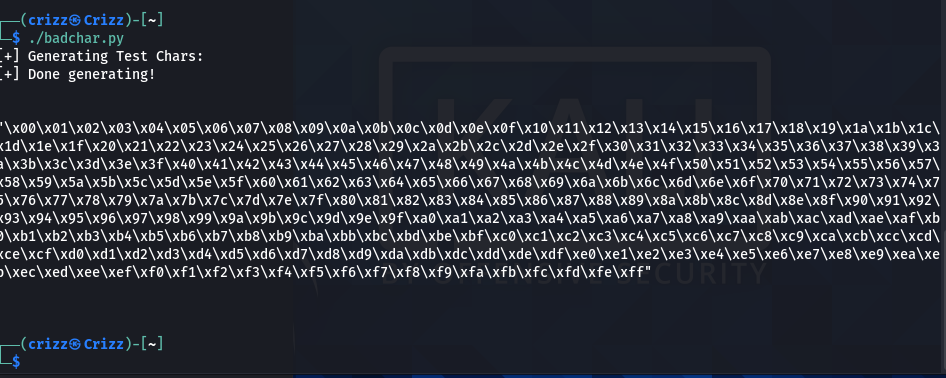 ┌──(crizz㉿Crizz)-[~]
└─$ ./badchar.py
[+] Generating Test Chars:
[+] Done generating!
"\x00\x01\x02\x03\x04\x05\x06\x07\x08\x09\x0a\x0b\x0c\x0d\x0e\x0f\x10\x11\x12\x13\x14\x15\x16\x17\x18\x19\x1a\x1b\x1c\
x1d\x1e\x1f\x20\x21\x22\x23\x24\x25\x26\x27\x28\x29\x2a\x2b\x2c\x2d\x2e\x2f\x30\x31\x32\x33\x34\x35\x36\x37\x38\x39\x3
a\x3b\x3c\x3d\x3e\x3f\x40\x41\x42\x43\x44\x45\x46\x47\x48\x49\x4a\x4b\x4c\x4d\x4e\x4f\x50\x51\x52\x53\x54\x55\x56\x57\
x58\x59\x5a\x5b\x5c\x5d\x5e\x5f\x60\x61\x62\x63\x64\x65\x66\x67\x68\x69\x6a\x6b\x6c\x6d\x6e\x6f\x70\x71\x72\x73\x74\x7
5\x76\x77\x78\x79\x7a\x7b\x7c\x7d\x7e\x7f\x80\x81\x82\x83\x84\x85\x86\x87\x88\x89\x8a\x8b\x8c\x8d\x8e\x8f\x90\x91\x92\
x93\x94\x95\x96\x97\x98\x99\x9a\x9b\x9c\x9d\x9e\x9f\xa0\xa1\xa2\xa3\xa4\xa5\xa6\xa7\xa8\xa9\xaa\xab\xac\xad\xae\xaf\xb
0\xb1\xb2\xb3\xb4\xb5\xb6\xb7\xb8\xb9\xba\xbb\xbc\xbd\xbe\xbf\xc0\xc1\xc2\xc3\xc4\xc5\xc6\xc7\xc8\xc9\xca\xcb\xcc\xcd\
xce\xcf\xd0\xd1\xd2\xd3\xd4\xd5\xd6\xd7\xd8\xd9\xda\xdb\xdc\xdd\xde\xdf\xe0\xe1\xe2\xe3\xe4\xe5\xe6\xe7\xe8\xe9\xea\xe
b\xec\xed\xee\xef\xf0\xf1\xf2\xf3\xf4\xf5\xf6\xf7\xf8\xf9\xfa\xfb\xfc\xfd\xfe\xff"
KALI
BY OFFENSIVE SECURITY
┌──(crizz㉿Crizz)-[~]
└─$